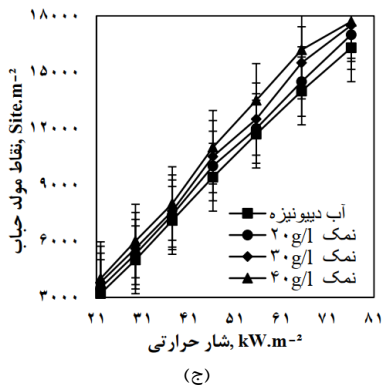 نقاط مولد حباب ,Site.m⁻²
۱۸۰۰۰
۱۵۰۰۰
۱۲۰۰۰
۹۰۰۰
۶۰۰۰
۳۰۰۰
آب دییونیزه
نمک ۲۰g/l
نمک ۳۰g/l
نمک ۴۰g/l
۲۱ ۳۱ ۴۱ ۵۱ ۶۱ ۷۱ ۸۱
شار حرارتی ,kW.m⁻²
(ج)